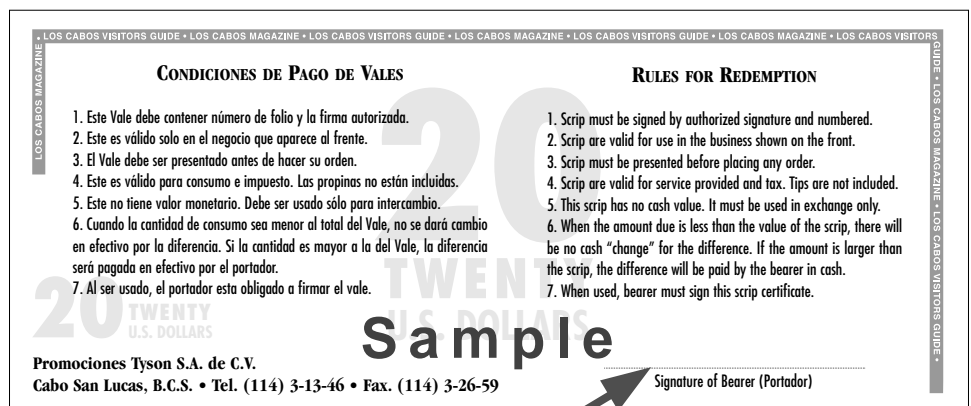 • LOS CABOS VISITORS GUIDE • LOS CABOS MAGAZINE • LOS CABOS VISITORS GUIDE • LOS CABOS MAGAZINE • LOS CABOS VISITORS GUIDE • LOS CABOS MAGAZINE • LOS CABOS VISITORS
LOS CABOS MAGAZINE
GUIDE • LOS CABOS MAGAZINE • LOS CABOS VISITORS GUIDE •
CONDICIONES DE PAGO DE VALES
1. Este Vale debe contener número de folio y la firma autorizada.
2. Este es válido solo en el negocio que aparece al frente.
3. El Vale debe ser presentado antes de hacer su orden.
4. Este es válido para consumo e impuesto. Las propinas no están incluidas.
5. Este no tiene valor monetario. Debe ser usado sólo para intercambio.
6. Cuando la cantidad de consumo sea menor al total del Vale, no se dará cambio
en efectivo por la diferencia. Si la cantidad es mayor a la del Vale, la diferencia
será pagada en efectivo por el portador.
7. Al ser usado, el portador esta obligado a firmar el vale.
RULES FOR REDEMPTION
1. Scrip must be signed by authorized signature and numbered.
2. Scrip are valid for use in the business shown on the front.
3. Scrip must be presented before placing any order.
4. Scrip are valid for service provided and tax. Tips are not included.
5. This scrip has no cash value. It must be used in exchange only.
6. When the amount due is less than the value of the scrip, there will
be no cash “change” for the difference. If the amount is larger than
the scrip, the difference will be paid by the bearer in cash.
7. When used, bearer must sign this scrip certificate.
20
TWENTY
U.S. DOLLARS
20
TWENTY
U.S. DOLLARS
Sample
Promociones Tyson S.A. de C.V.
Cabo San Lucas, B.C.S. • Tel. (114) 3-13-46 • Fax. (114) 3-26-59
Signature of Bearer (Portador)